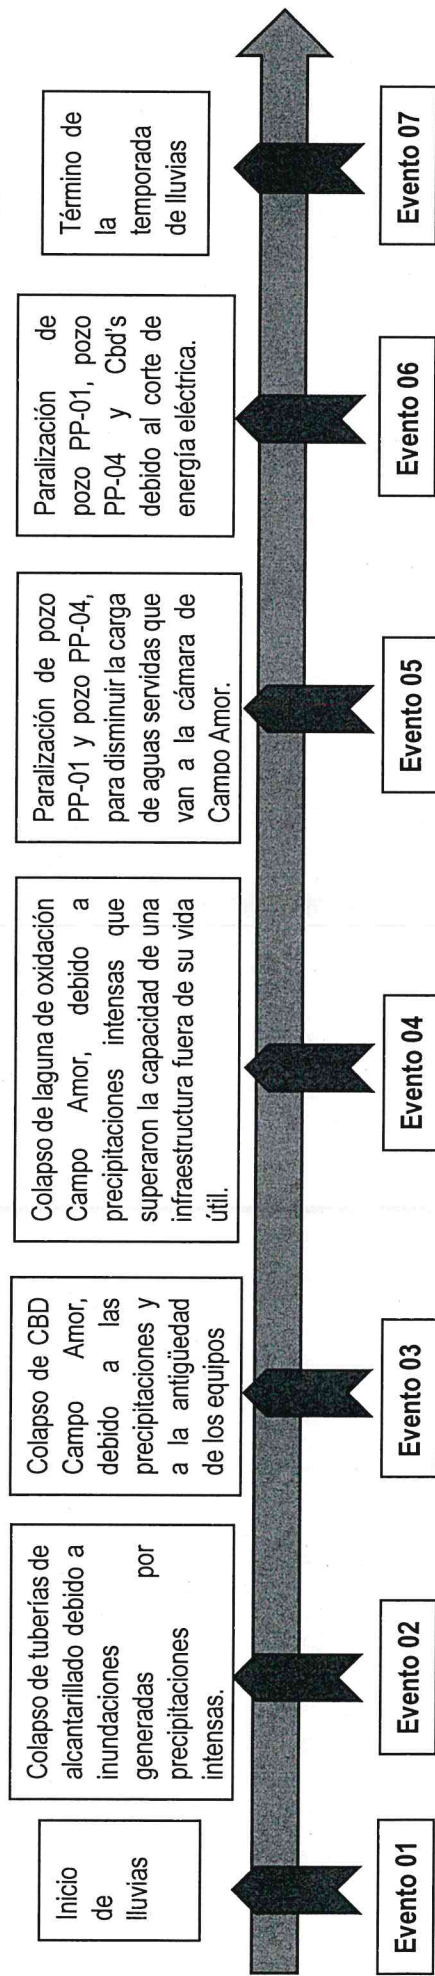 Inicio
de
lluvias
Colapso de tuberías de
alcantarillado debido a
inundaciones
generadas por
precipitaciones
intensas.
Colapso de CBD
Campo Amor,
debido a las
precipitaciones y
a la antigüedad
de los equipos
Colapso de laguna de oxidación
Campo Amor, debido a
precipitaciones intensas que
superaron la capacidad de una
infraestructura fuera de su vida
útil.
Paralización de pozo
PP-01 y pozo PP-04,
para disminuir la carga
de aguas servidas que
van a la cámara de
Campo Amor.
Paralización de
pozo PP-01, pozo
PP-04 y Cbd's
debido al corte de
energía eléctrica.
Término de
la
temporada
de lluvias
Evento 01
Evento 02
Evento 03
Evento 04
Evento 05
Evento 06
Evento 07